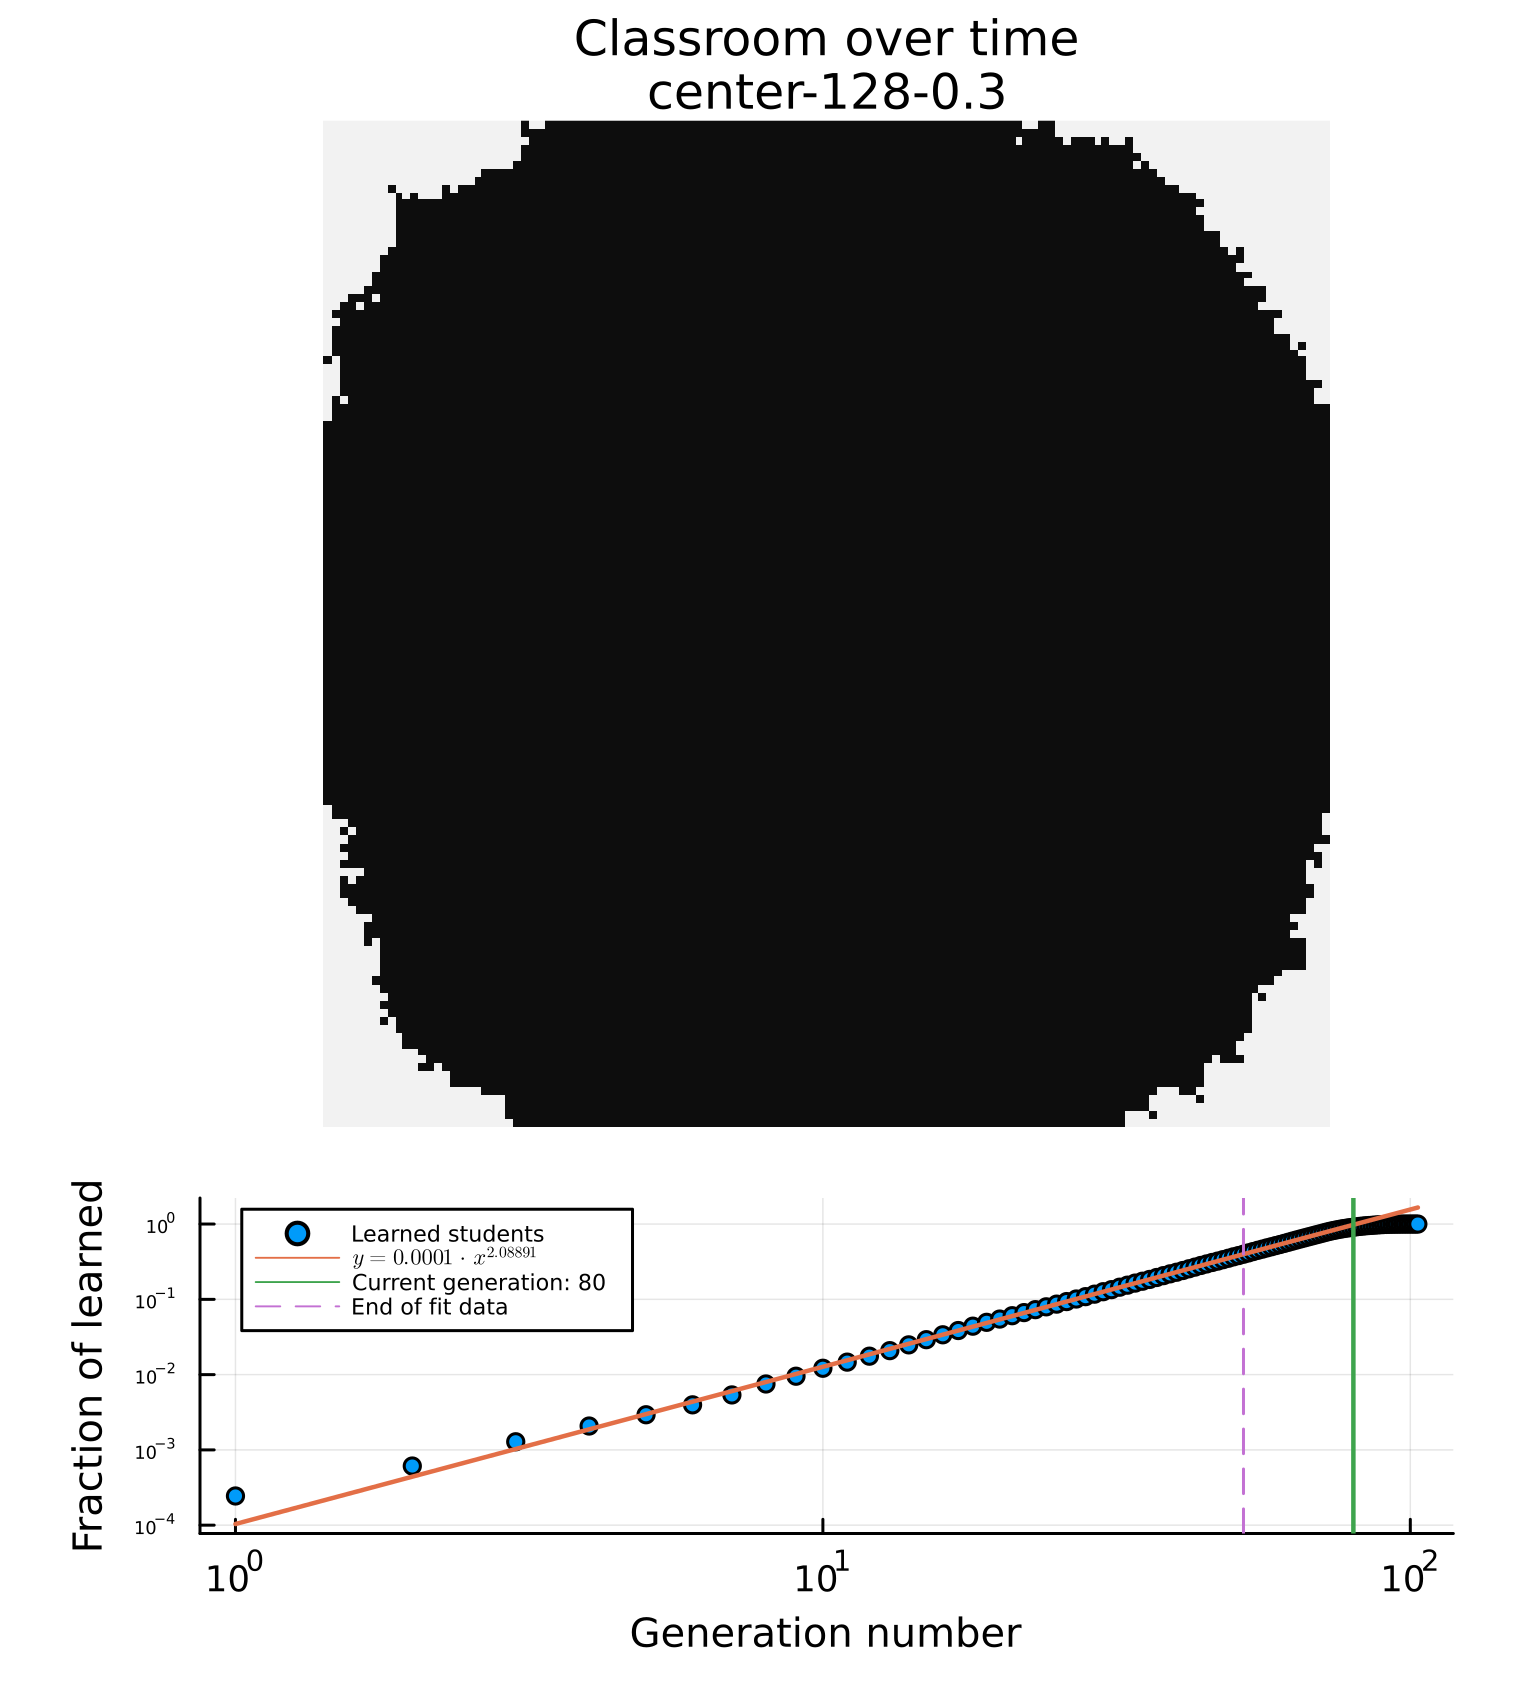 Classroom over time
center-128-0.3
Fraction of learned
10⁰
10⁻¹
10⁻²
10⁻³
10⁻⁴
Learned students
y = 0.0001 · x^2.08891
Current generation: 80
End of fit data
10⁰ 10¹ 10²
Generation number